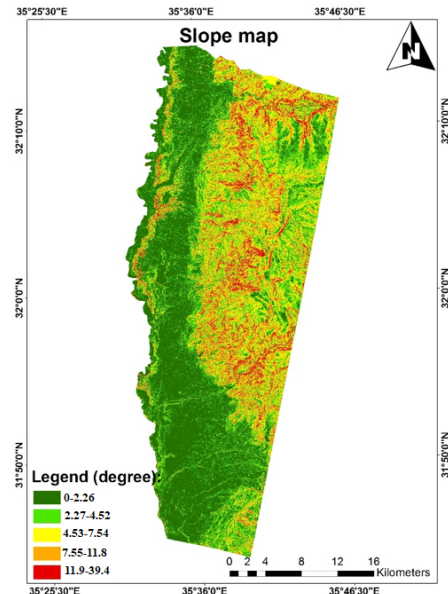 35°25'30"E 35°36'0"E 35°46'30"E
Slope map
N
32°10'0"N 32°10'0"N
32°0'0"N 32°0'0"N
31°50'0"N 31°50'0"N
Legend (degree):
0-2.26
2.27-4.52
4.53-7.54
7.55-11.8
11.9-39.4
0 2 4 8 12 16
Kilometers
35°25'30"E 35°36'0"E 35°46'30"E